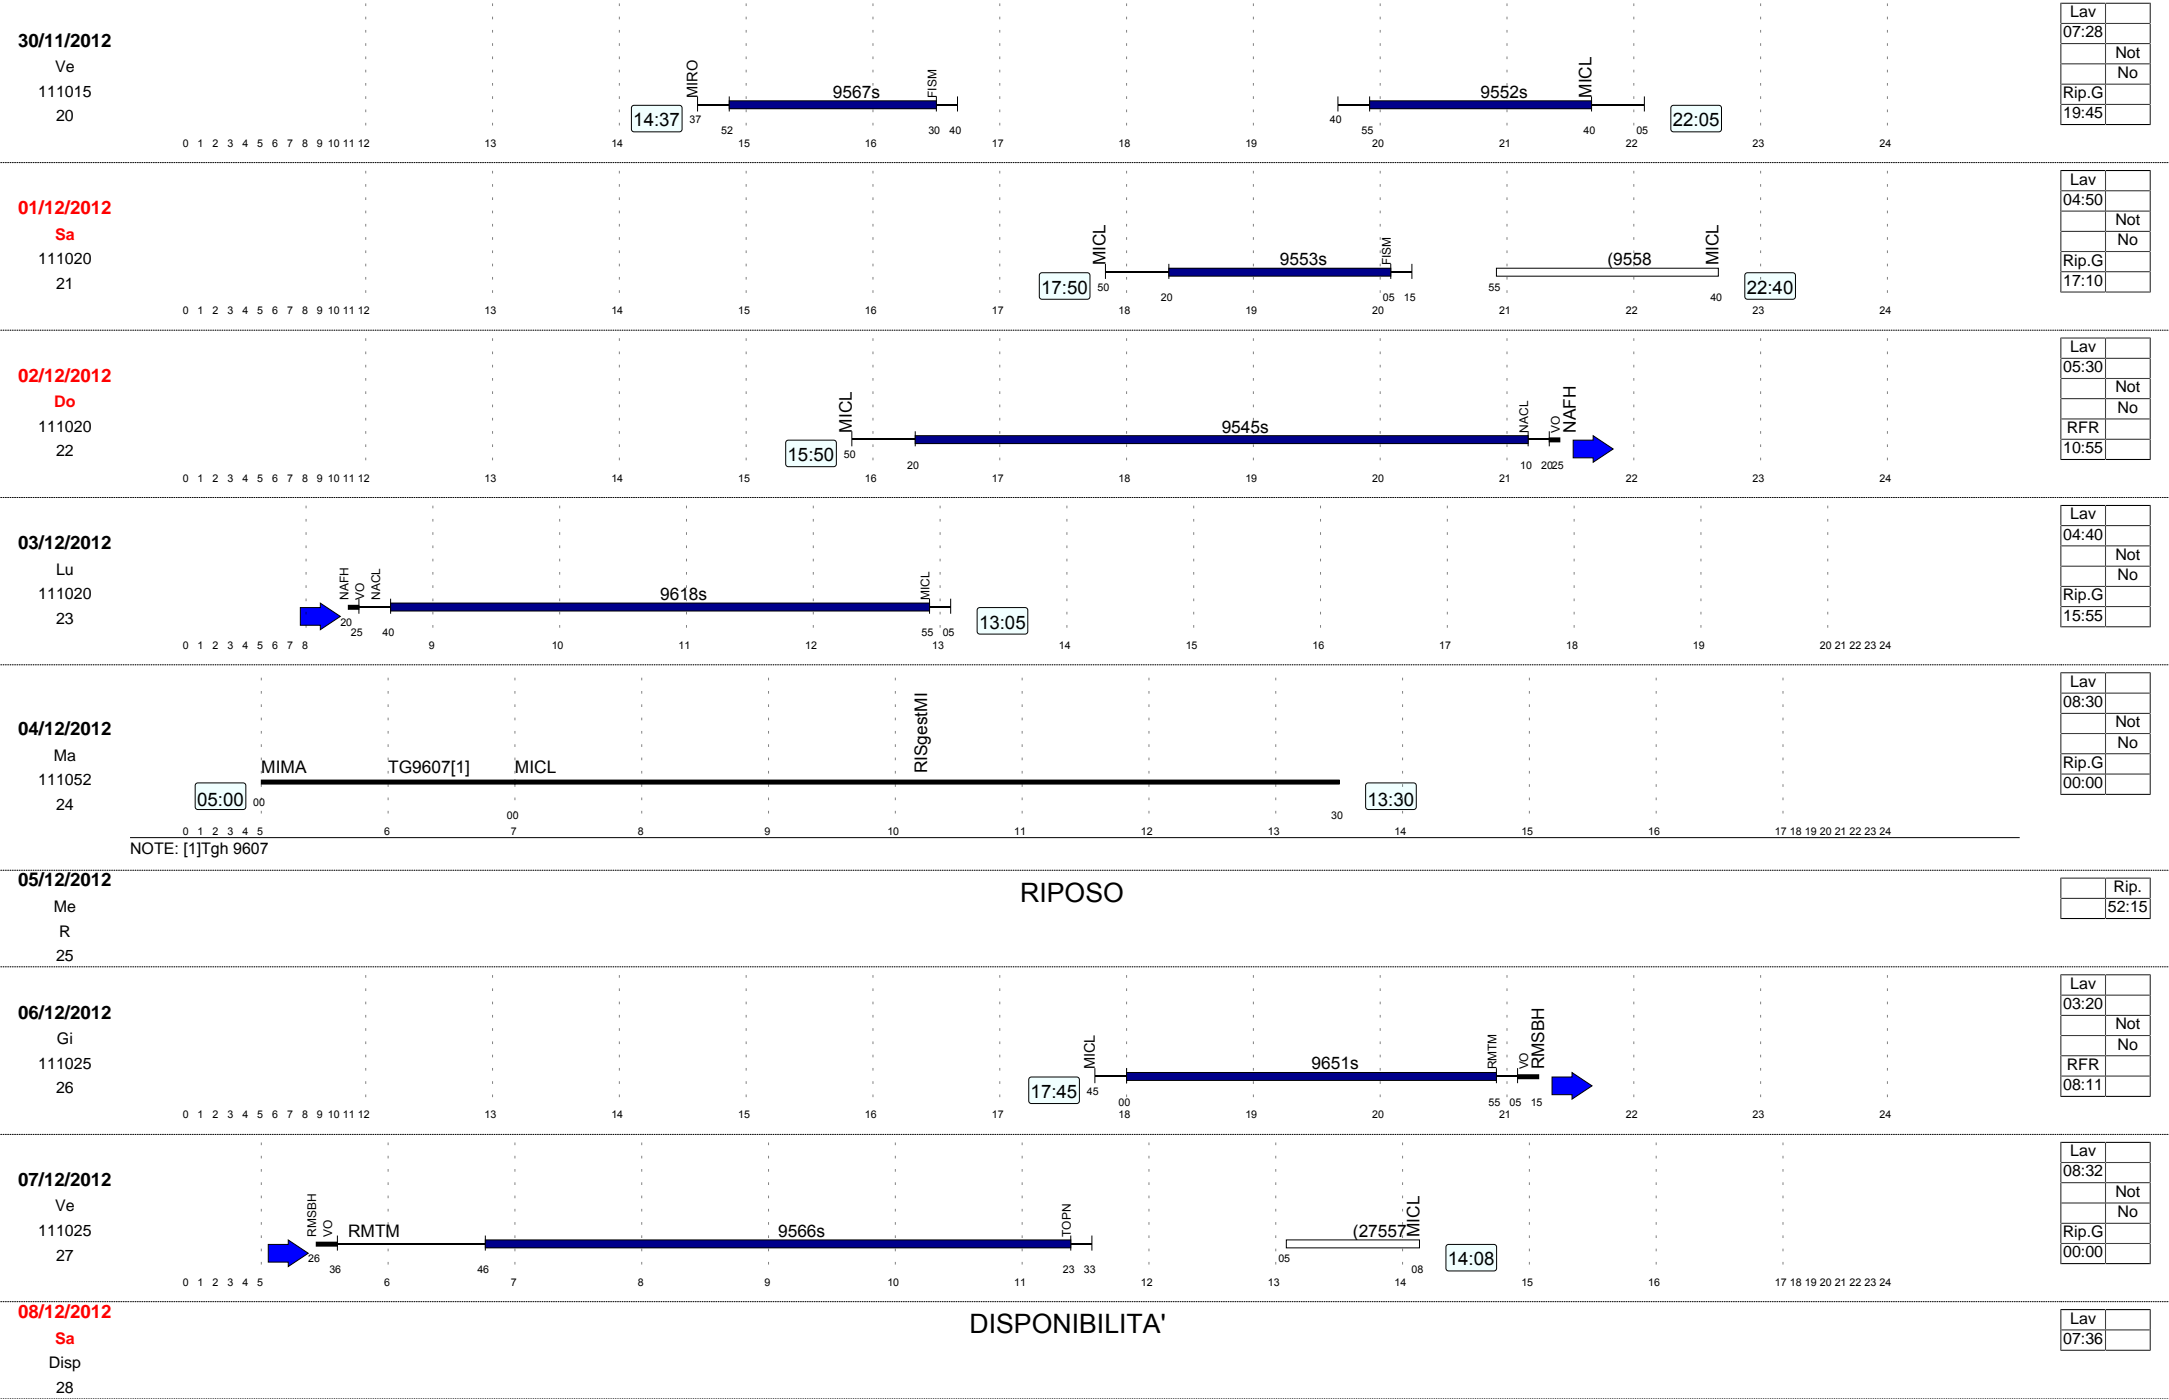 30/11/2012
Ve
111015
20
MIRO 9567s FISM 9552s MICL
14:37 37 52 30 40 40 55 40 05 22:05
0 1 2 3 4 5 6 7 8 9 10 11 12 13 14 15 16 17 18 19 20 21 22 23 24
Lav
07:28
Not
No
Rip.G
19:45
01/12/2012
Sa
111020
21
MICL 9553s FISM (9558 MICL
17:50 50 20 05 15 55 40 22:40
0 1 2 3 4 5 6 7 8 9 10 11 12 13 14 15 16 17 18 19 20 21 22 23 24
Lav
04:50
Not
No
Rip.G
17:10
02/12/2012
Do
111020
22
MICL 9545s NACL VO NAFH
15:50 50 20 10 20 25
0 1 2 3 4 5 6 7 8 9 10 11 12 13 14 15 16 17 18 19 20 21 22 23 24
Lav
05:30
Not
No
RFR
10:55
03/12/2012
Lu
111020
23
NAFH VO NACL 9618s MICL
20 25 40 55 05 13:05
0 1 2 3 4 5 6 7 8 9 10 11 12 13 14 15 16 17 18 19 20 21 22 23 24
Lav
04:40
Not
No
Rip.G
15:55
04/12/2012
Ma
111052
24
MIMA TG9607[1] MICL RISgestMI
05:00 00 00 30 13:30
0 1 2 3 4 5 6 7 8 9 10 11 12 13 14 15 16 17 18 19 20 21 22 23 24
NOTE: [1]Tgh 9607
Lav
08:30
Not
No
Rip.G
00:00
05/12/2012
Me
R
25
RIPOSO
Rip.
52:15
06/12/2012
Gi
111025
26
MICL 9651s RMTM VO RMSBH
17:45 45 00 55 05 15
0 1 2 3 4 5 6 7 8 9 10 11 12 13 14 15 16 17 18 19 20 21 22 23 24
Lav
03:20
Not
No
RFR
08:11
07/12/2012
Ve
111025
27
RMSBH VO RMTM 9566s TOPN (27557 MICL
26 36 46 23 33 05 08 14:08
0 1 2 3 4 5 6 7 8 9 10 11 12 13 14 15 16 17 18 19 20 21 22 23 24
Lav
08:32
Not
No
Rip.G
00:00
08/12/2012
Sa
Disp
28
DISPONIBILITA'
Lav
07:36